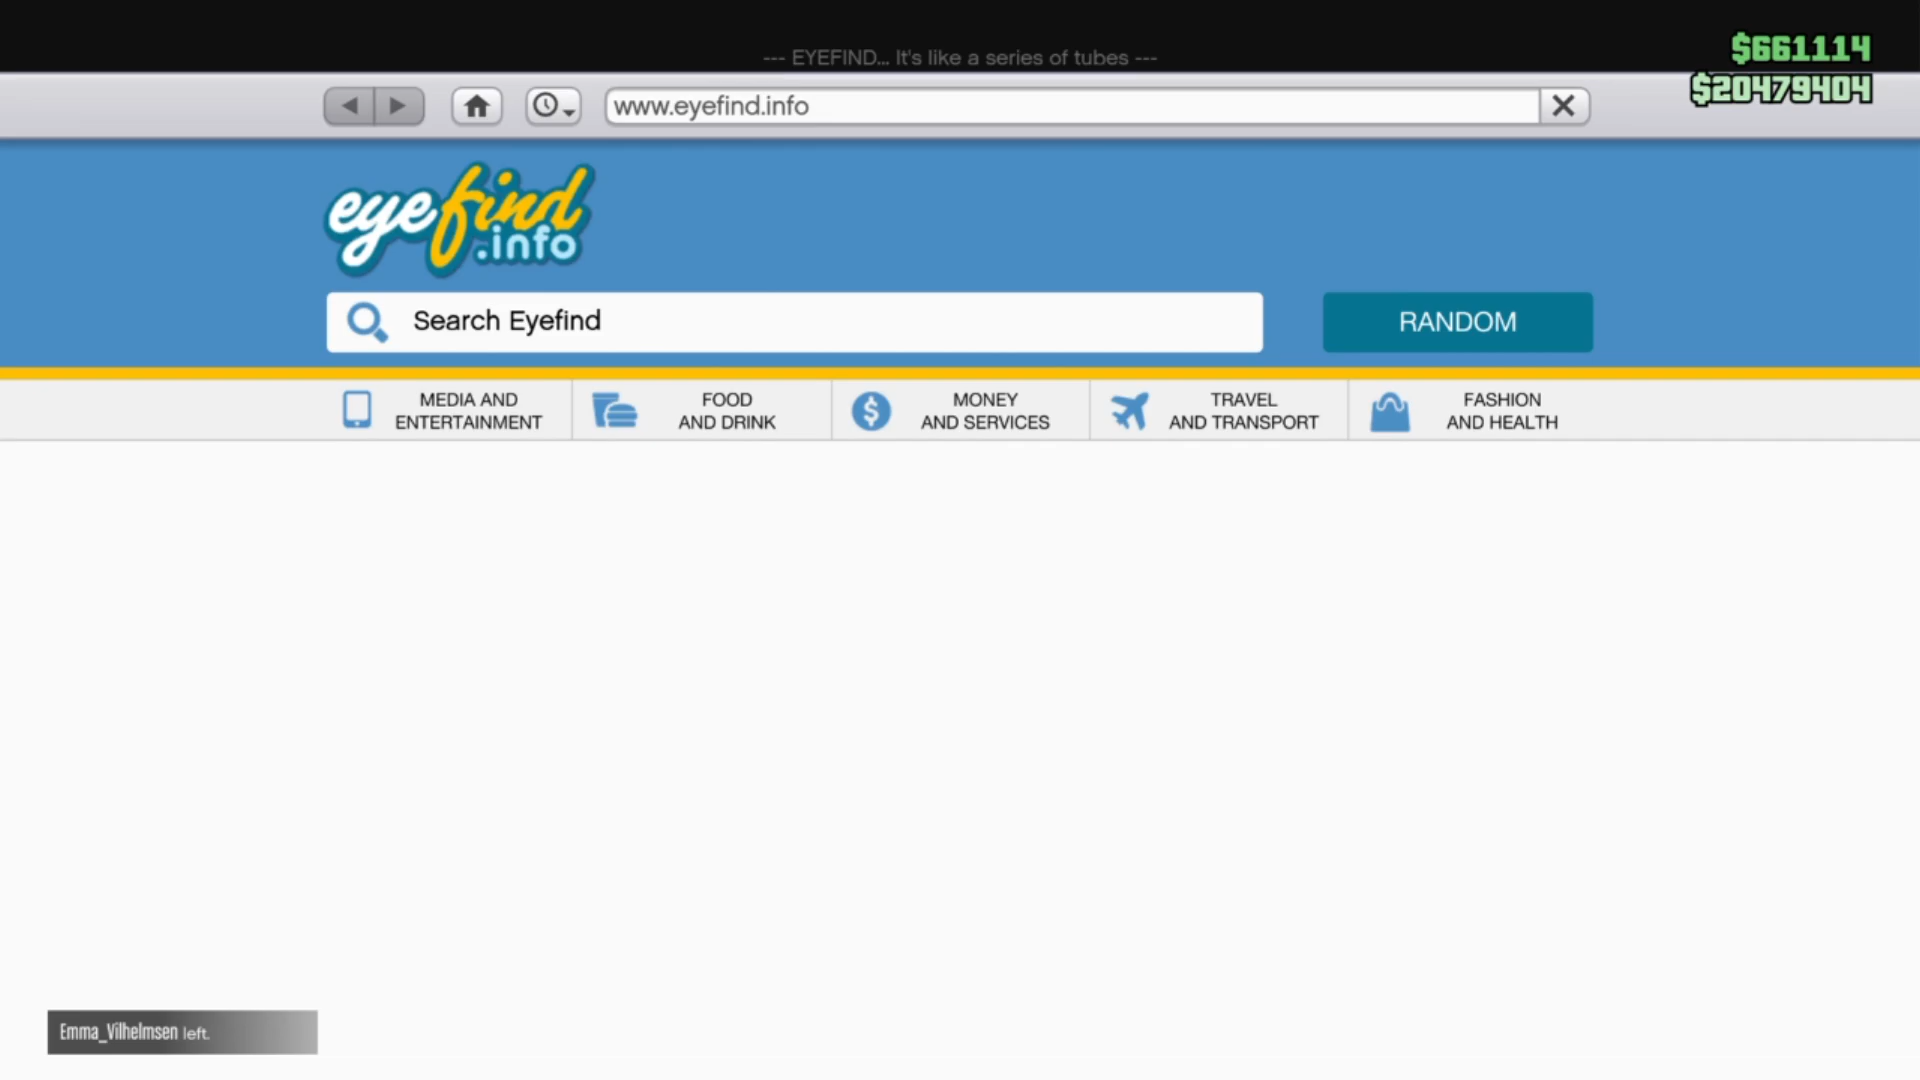 --- EYEFIND... It's like a series of tubes ---
$661114
$20479404
www.eyefind.info
eyefind
.info
Search Eyefind
RANDOM
MEDIA AND
ENTERTAINMENT
FOOD
AND DRINK
MONEY
AND SERVICES
TRAVEL
AND TRANSPORT
FASHION
AND HEALTH
Emma_Vilhelmsen left.